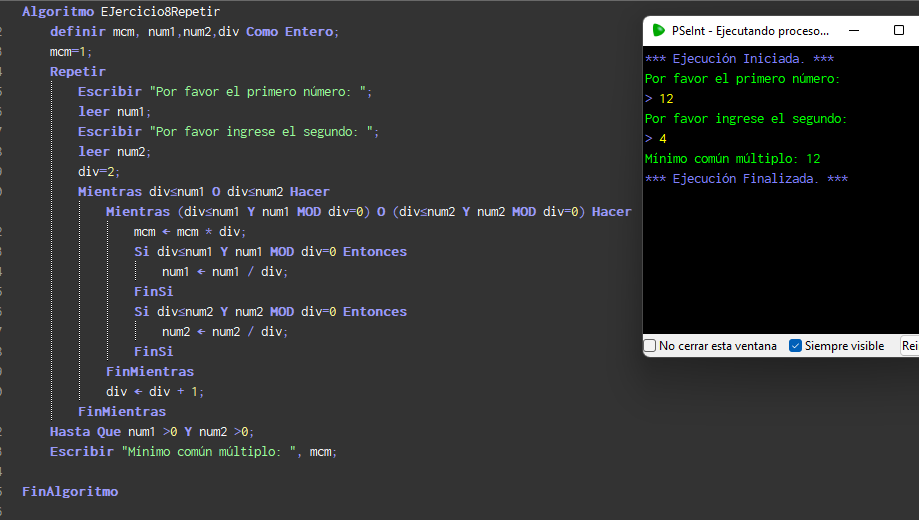 Algoritmo EJercicio8Repetir
definir mcm, num1,num2,div Como Entero;
mcm=1;
Repetir
Escribir "Por favor el primero número: ";
leer num1;
Escribir "Por favor ingrese el segundo: ";
leer num2;
div=2;
Mientras div≤num1 O div≤num2 Hacer
Mientras (div≤num1 Y num1 MOD div=0) O (div≤num2 Y num2 MOD div=0) Hacer
mcm ← mcm * div;
Si div≤num1 Y num1 MOD div=0 Entonces
num1 ← num1 / div;
FinSi
Si div≤num2 Y num2 MOD div=0 Entonces
num2 ← num2 / div;
FinSi
FinMientras
div ← div + 1;
FinMientras
Hasta Que num1 >0 Y num2 >0;
Escribir "Mínimo común múltiplo: ", mcm;
FinAlgoritmo
PSeInt - Ejecutando proceso...
*** Ejecución Iniciada. ***
Por favor el primero número:
> 12
Por favor ingrese el segundo:
> 4
Mínimo común múltiplo: 12
*** Ejecución Finalizada. ***
No cerrar esta ventana Siempre visible Rei